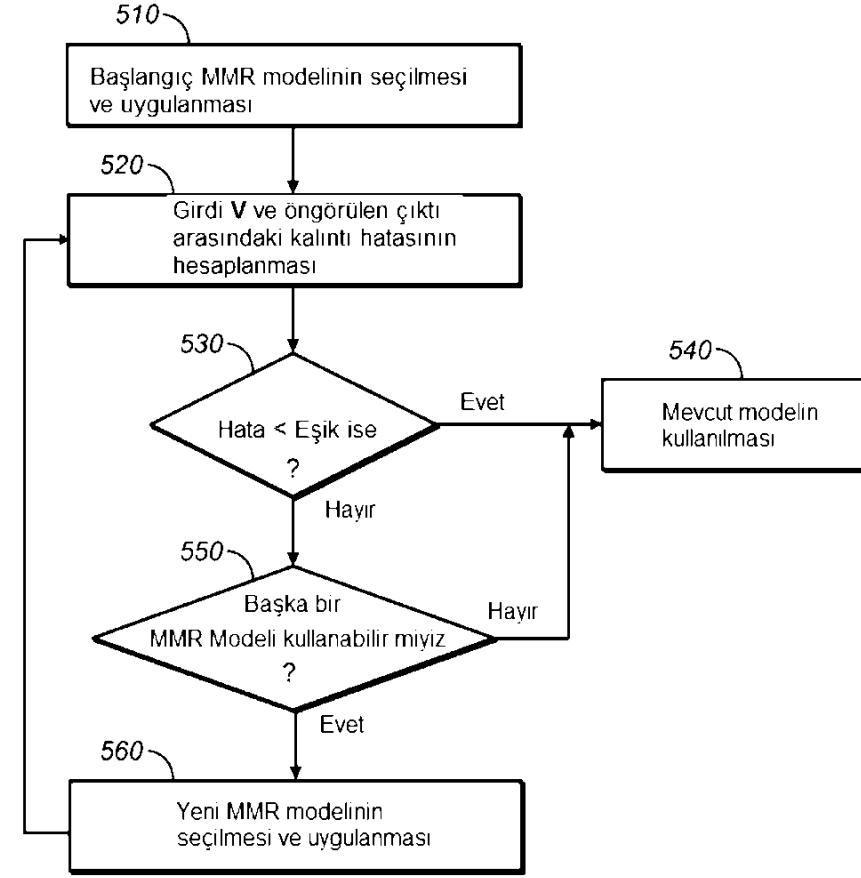 510
Başlangıç MMR modelinin seçilmesi
ve uygulanması
520
Girdi V ve öngörülen çıktı
arasındaki kalıntı hatasının
hesaplanması
530
Hata < Eşik ise
?
Evet
540
Mevcut modelin
kullanılması
Hayır
550
Başka bir
MMR Modeli kullanabilir miyiz
?
Hayır
Evet
560
Yeni MMR modelinin
seçilmesi ve uygulanması